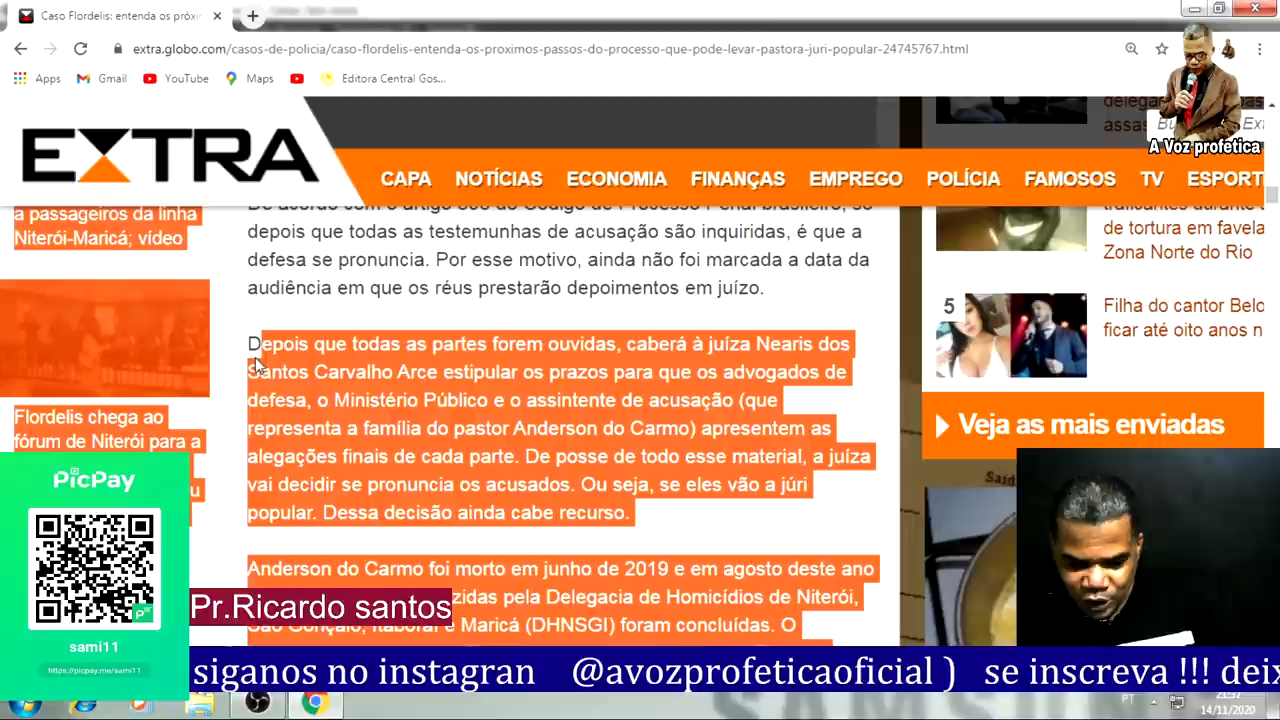 Caso Flordelis: entenda os próxi
extra.globo.com/casos-de-policia/caso-flordelis-entenda-os-proximos-passos-do-processo-que-pode-levar-pastora-juri-popular-24745767.html
Apps
Gmail
YouTube
Maps
Editora Central Gos...
A Voz profetica
EXTRA
CAPA NOTÍCIAS ECONOMIA FINANÇAS EMPREGO POLÍCIA FAMOSOS TV ESPORT
a passageiros da linha
Niterói-Maricá; vídeo
Flordelis chega ao
fórum de Niterói para a
depois que todas as testemunhas de acusação são inquiridas, é que a
defesa se pronuncia. Por esse motivo, ainda não foi marcada a data da
audiência em que os réus prestarão depoimentos em juízo.
Depois que todas as partes forem ouvidas, caberá à juíza Nearis dos
Santos Carvalho Arce estipular os prazos para que os advogados de
defesa, o Ministério Público e o assintente de acusação (que
representa a família do pastor Anderson do Carmo) apresentem as
alegações finais de cada parte. De posse de todo esse material, a juíza
vai decidir se pronuncia os acusados. Ou seja, se eles vão a júri
popular. Dessa decisão ainda cabe recurso.
Anderson do Carmo foi morto em junho de 2019 e em agosto deste ano
zidas pela Delegacia de Homicídios de Niterói,
São Gonçalo, Itaboraí e Maricá (DHNSGI) foram concluídas. O
de tortura em favela
Zona Norte do Rio
5
Filha do cantor Belo
ficar até oito anos n
Veja as mais enviadas
PicPay
sami11
https://picpay.me/sami11
Pr.Ricardo santos
siganos no instagran @avozprofeticaoficial ) se inscreva !!! deix
PT
21:37
14/11/2020